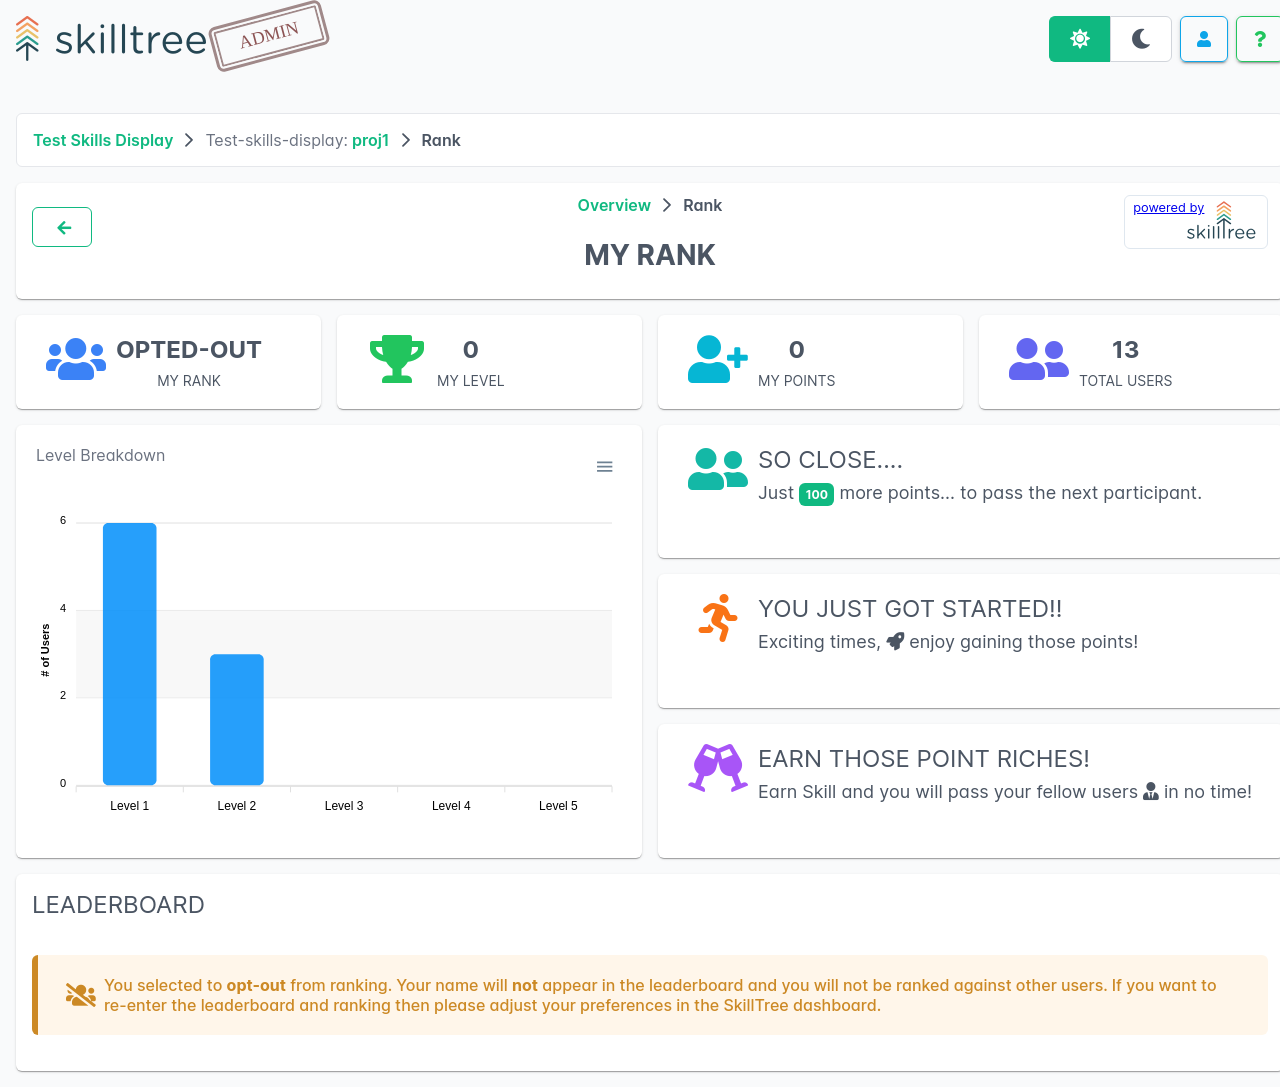 skilltree ADMIN
?
Test Skills Display Test-skills-display: proj1 Rank
Overview Rank
powered by
skilltree
MY RANK
OPTED-OUT
MY RANK
0
MY LEVEL
0
MY POINTS
13
TOTAL USERS
Level Breakdown
6
4
2
0
# of Users
Level 1 Level 2 Level 3 Level 4 Level 5
SO CLOSE....
Just 100 more points... to pass the next participant.
YOU JUST GOT STARTED!!
Exciting times, enjoy gaining those points!
EARN THOSE POINT RICHES!
Earn Skill and you will pass your fellow users in no time!
LEADERBOARD
You selected to opt-out from ranking. Your name will not appear in the leaderboard and you will not be ranked against other users. If you want to
re-enter the leaderboard and ranking then please adjust your preferences in the SkillTree dashboard.